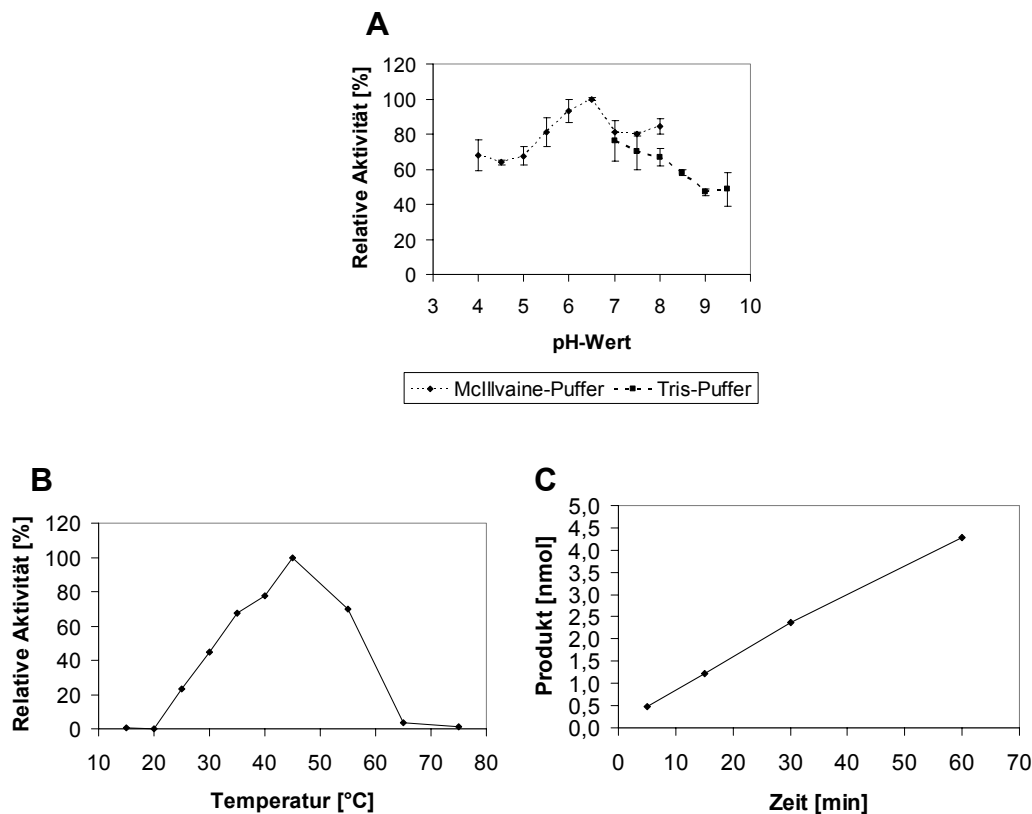 A
Relative Aktivität [%]
120
100
80
60
40
20
0
3 4 5 6 7 8 9 10
pH-Wert
McIllvaine-Puffer Tris-Puffer
B
Relative Aktivität [%]
120
100
80
60
40
20
0
10 20 30 40 50 60 70 80
Temperatur [°C]
C
Produkt [nmol]
5,0
4,5
4,0
3,5
3,0
2,5
2,0
1,5
1,0
0,5
0,0
0 10 20 30 40 50 60 70
Zeit [min]